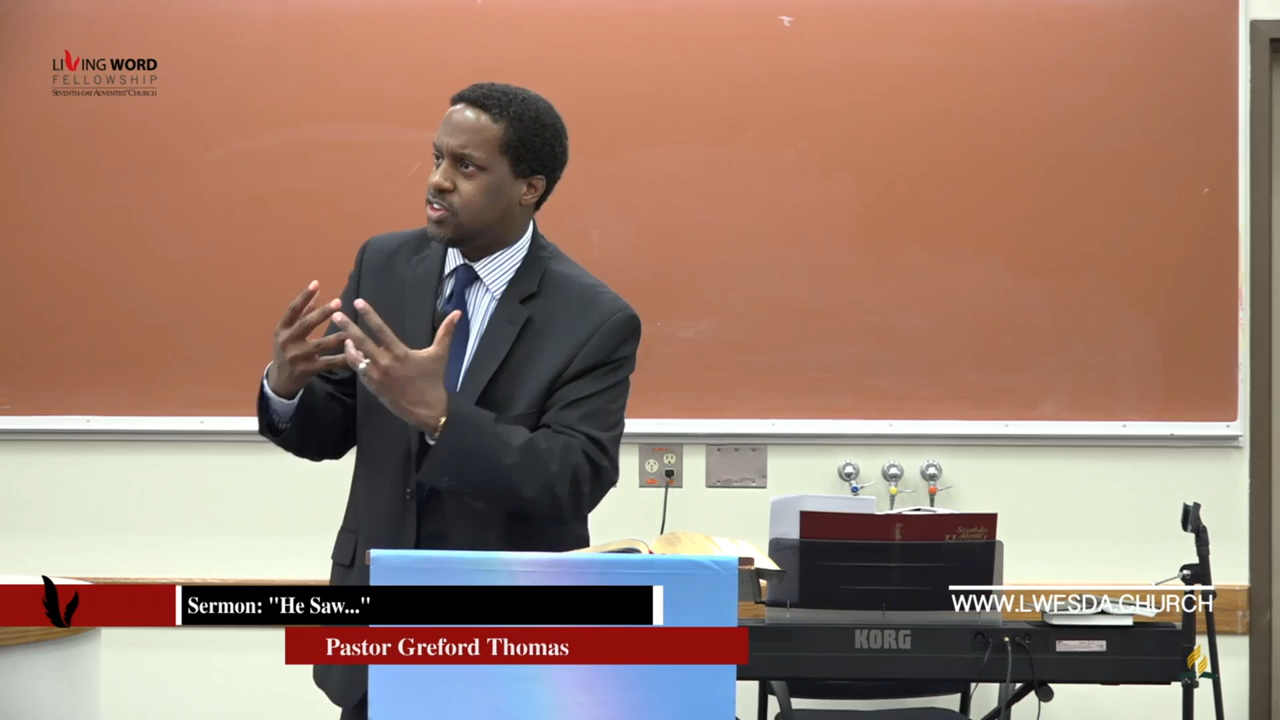 LIVING WORD
FELLOWSHIP
SEVENTH-DAY ADVENTIST CHURCH
Sermon: "He Saw..."
WWW.LWFSDA.CHURCH
Pastor Greford Thomas
KORG